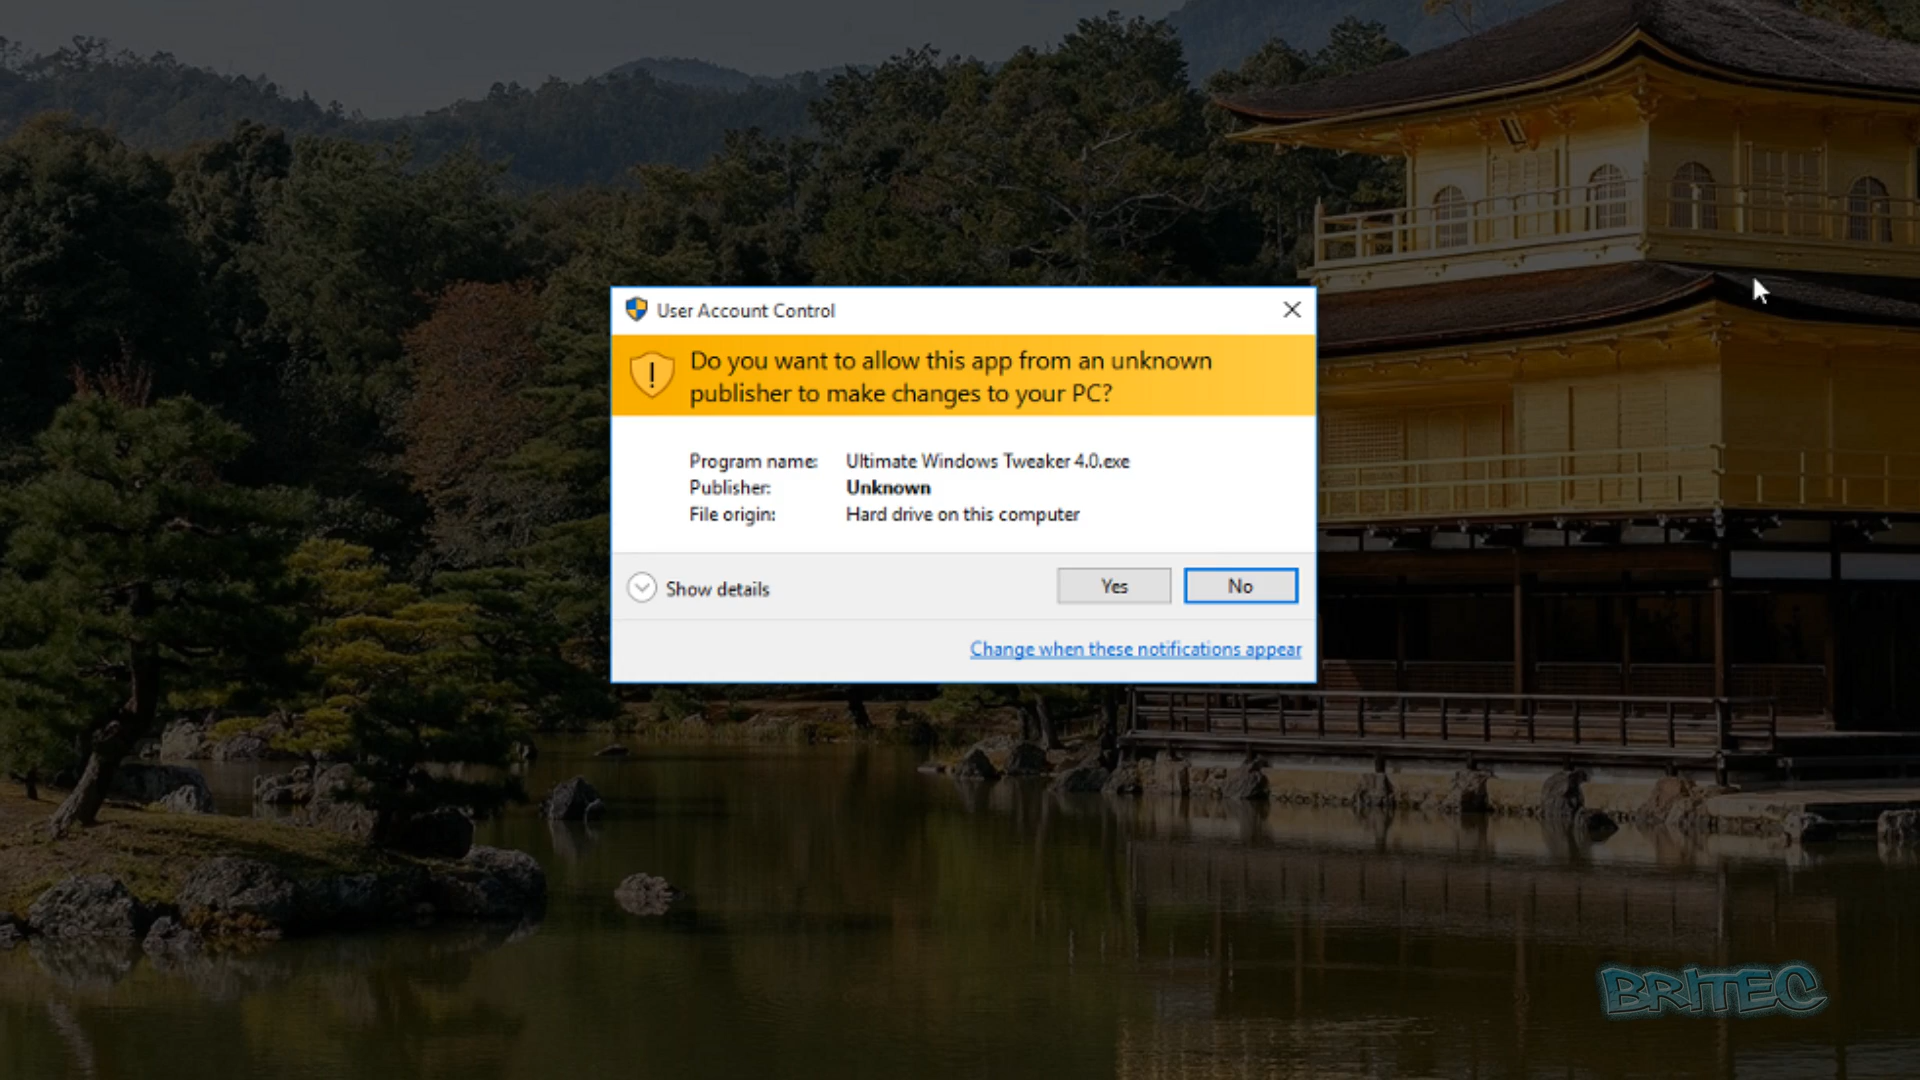 User Account Control
Do you want to allow this app from an unknown
publisher to make changes to your PC?
Program name: Ultimate Windows Tweaker 4.0.exe
Publisher: Unknown
File origin: Hard drive on this computer
Show details
Yes
No
Change when these notifications appear
BRITEC